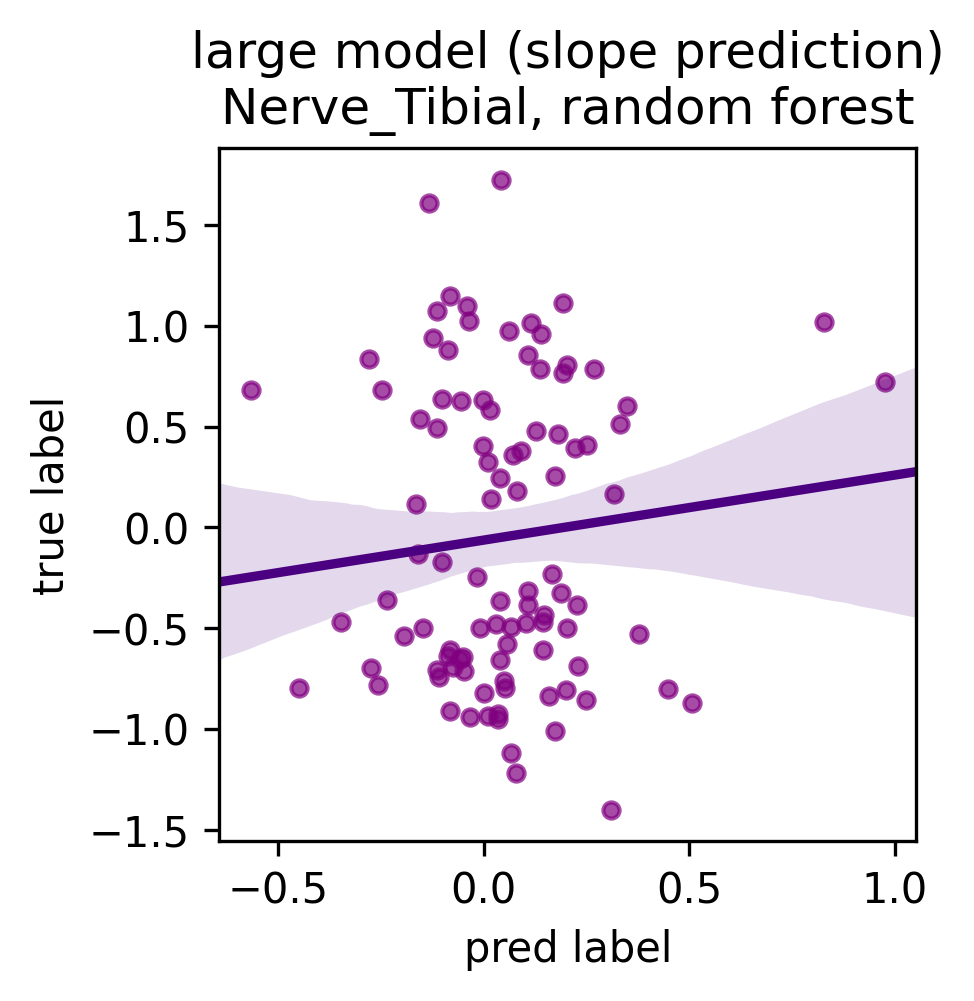 large model (slope prediction)
Nerve_Tibial, random forest
1.5
1.0
0.5
0.0
−0.5
−1.0
−1.5
true label
−0.5
0.0
0.5
1.0
pred label